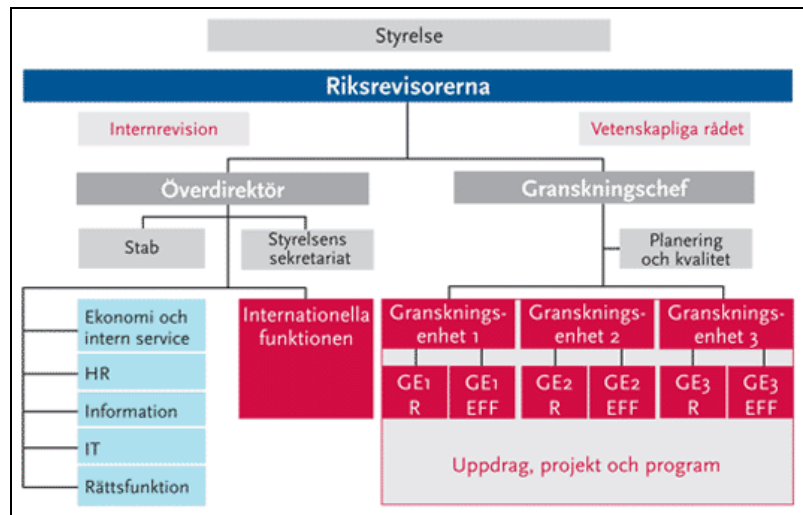 Styrelse
Riksrevisorerna
Internrevision
Vetenskapliga rådet
Överdirektör
Granskningschef
Stab
Styrelsens
sekretariat
Planering
och kvalitet
Ekonomi och
intern service
HR
Information
IT
Rättsfunktion
Internationella
funktionen
Gransknings-
enhet 1
Gransknings-
enhet 2
Gransknings-
enhet 3
GE1
R
GE1
EFF
GE2
R
GE2
EFF
GE3
R
GE3
EFF
Uppdrag, projekt och program